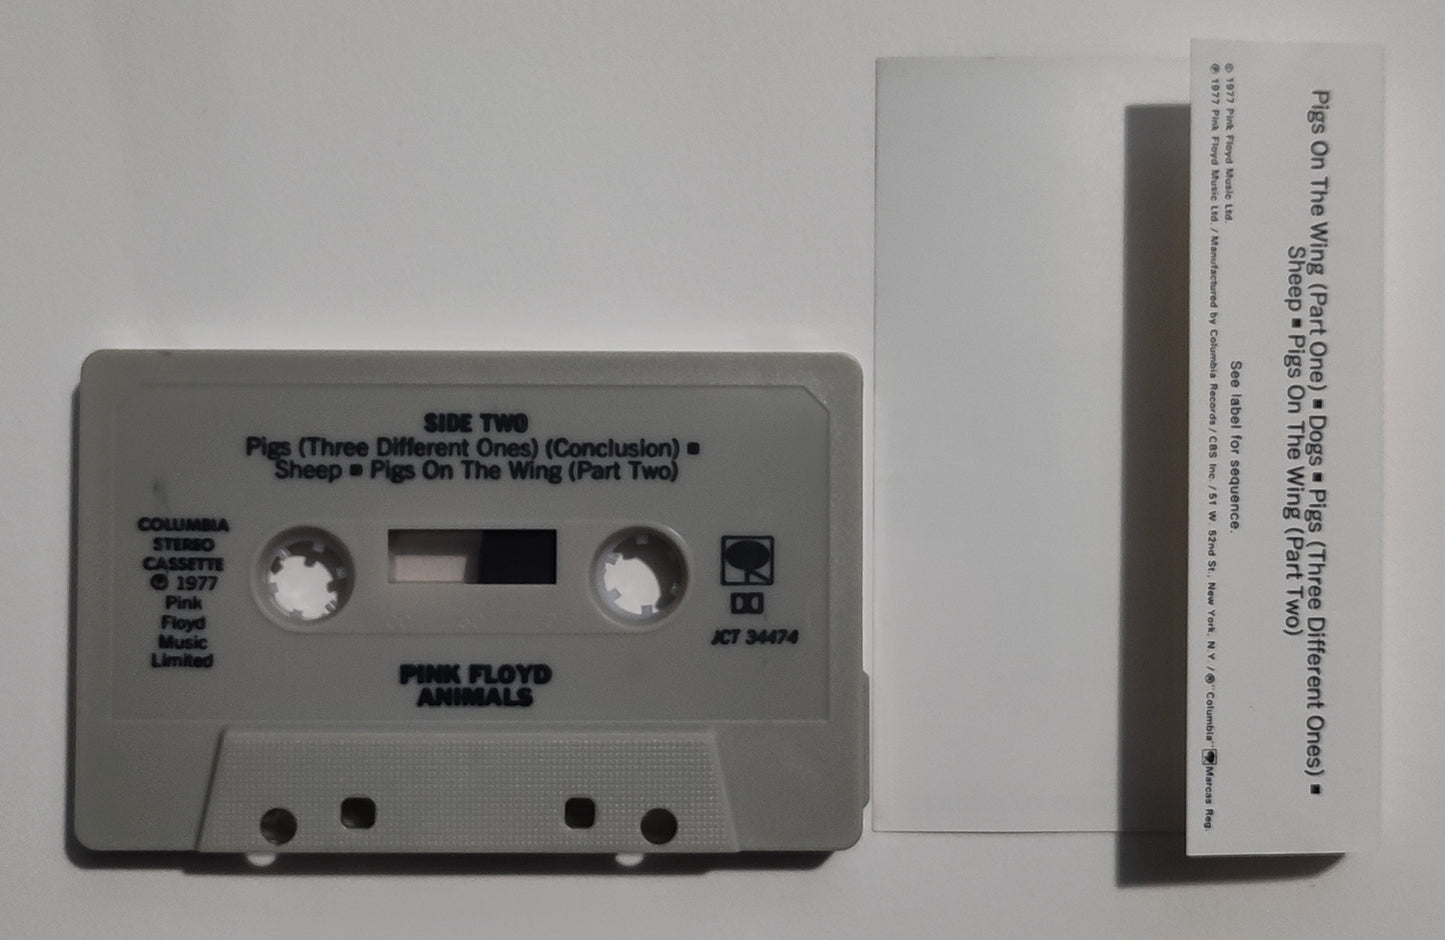 SIDE TWO
Pigs (Three Different Ones) (Conclusion) ■
Sheep ■ Pigs On The Wing (Part Two)
COLUMBIA
STEREO
CASSETTE
℗ 1977
Pink
Floyd
Music
Limited
JCT 34474
PINK FLOYD
ANIMALS
Pigs On The Wing (Part One) ■ Dogs ■ Pigs (Three Different Ones) ■
Sheep ■ Pigs On The Wing (Part Two)
See label for sequence.
© 1977 Pink Floyd Music Ltd.
℗ 1977 Pink Floyd Music Ltd. / Manufactured by Columbia Records / CBS Inc. / 51 W. 52nd St., New York, N.Y. / ® "Columbia" Marcas Reg.